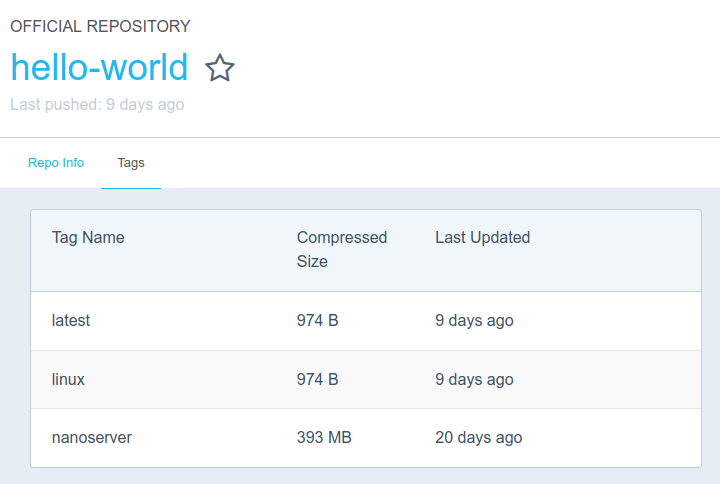 OFFICIAL REPOSITORY
hello-world
Last pushed: 9 days ago
Repo Info Tags
Tag Name Compressed Size Last Updated
latest 974 B 9 days ago
linux 974 B 9 days ago
nanoserver 393 MB 20 days ago